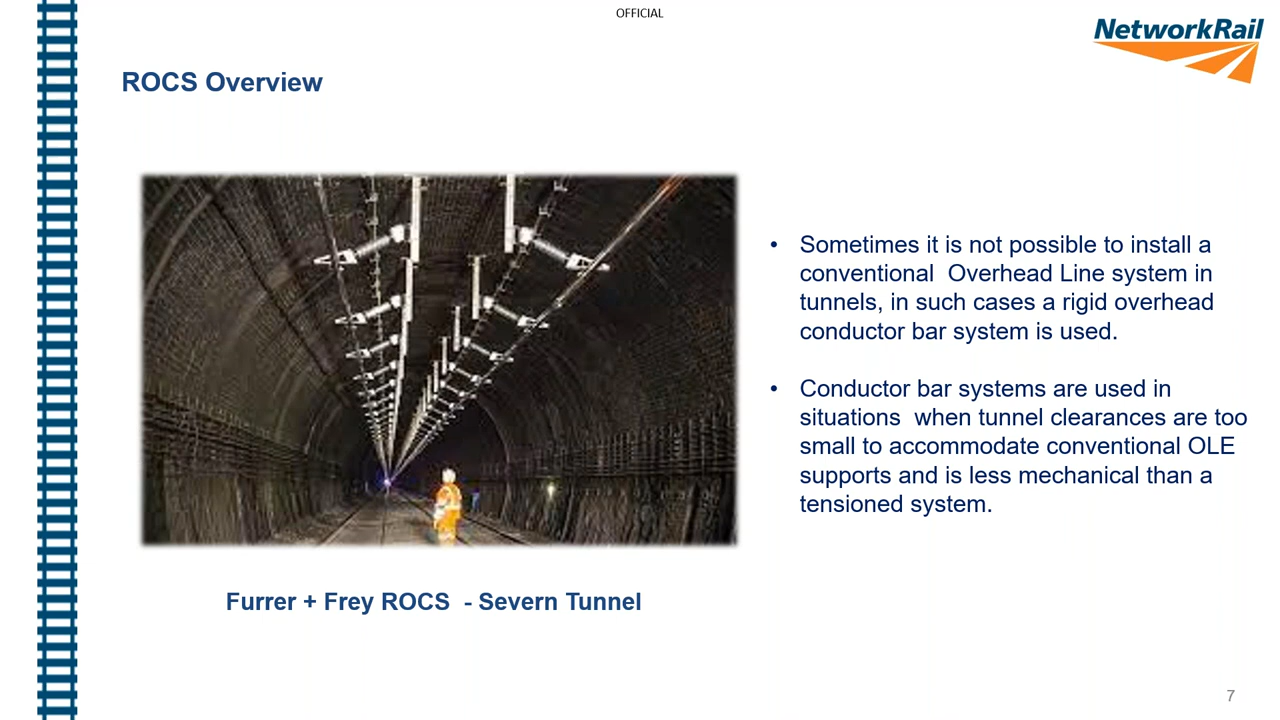 OFFICIAL
NetworkRail
ROCS Overview
• Sometimes it is not possible to install a
conventional  Overhead Line system in
tunnels, in such cases a rigid overhead
conductor bar system is used.
• Conductor bar systems are used in
situations  when tunnel clearances are too
small to accommodate conventional OLE
supports and is less mechanical than a
tensioned system.
Furrer + Frey ROCS  - Severn Tunnel
7